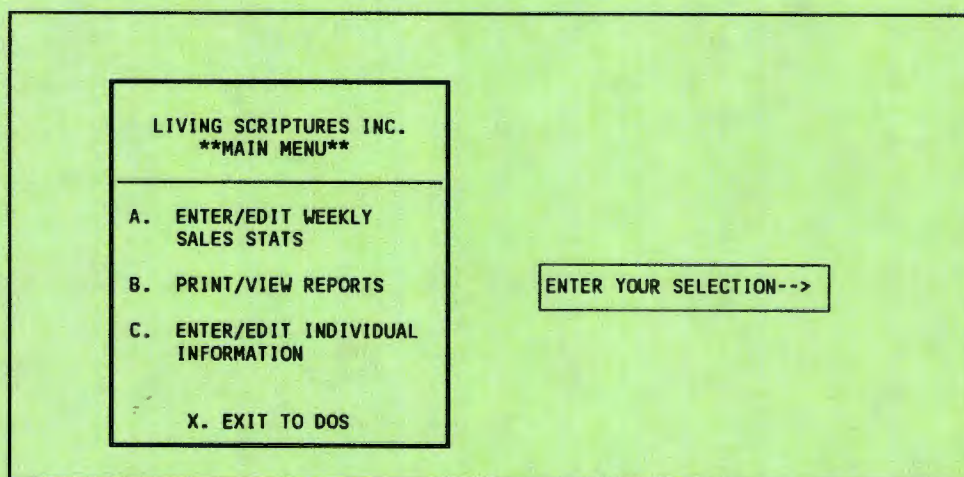 LIVING SCRIPTURES INC.
**MAIN MENU**
A. ENTER/EDIT WEEKLY
SALES STATS
B. PRINT/VIEW REPORTS
C. ENTER/EDIT INDIVIDUAL
INFORMATION
X. EXIT TO DOS
ENTER YOUR SELECTION-->